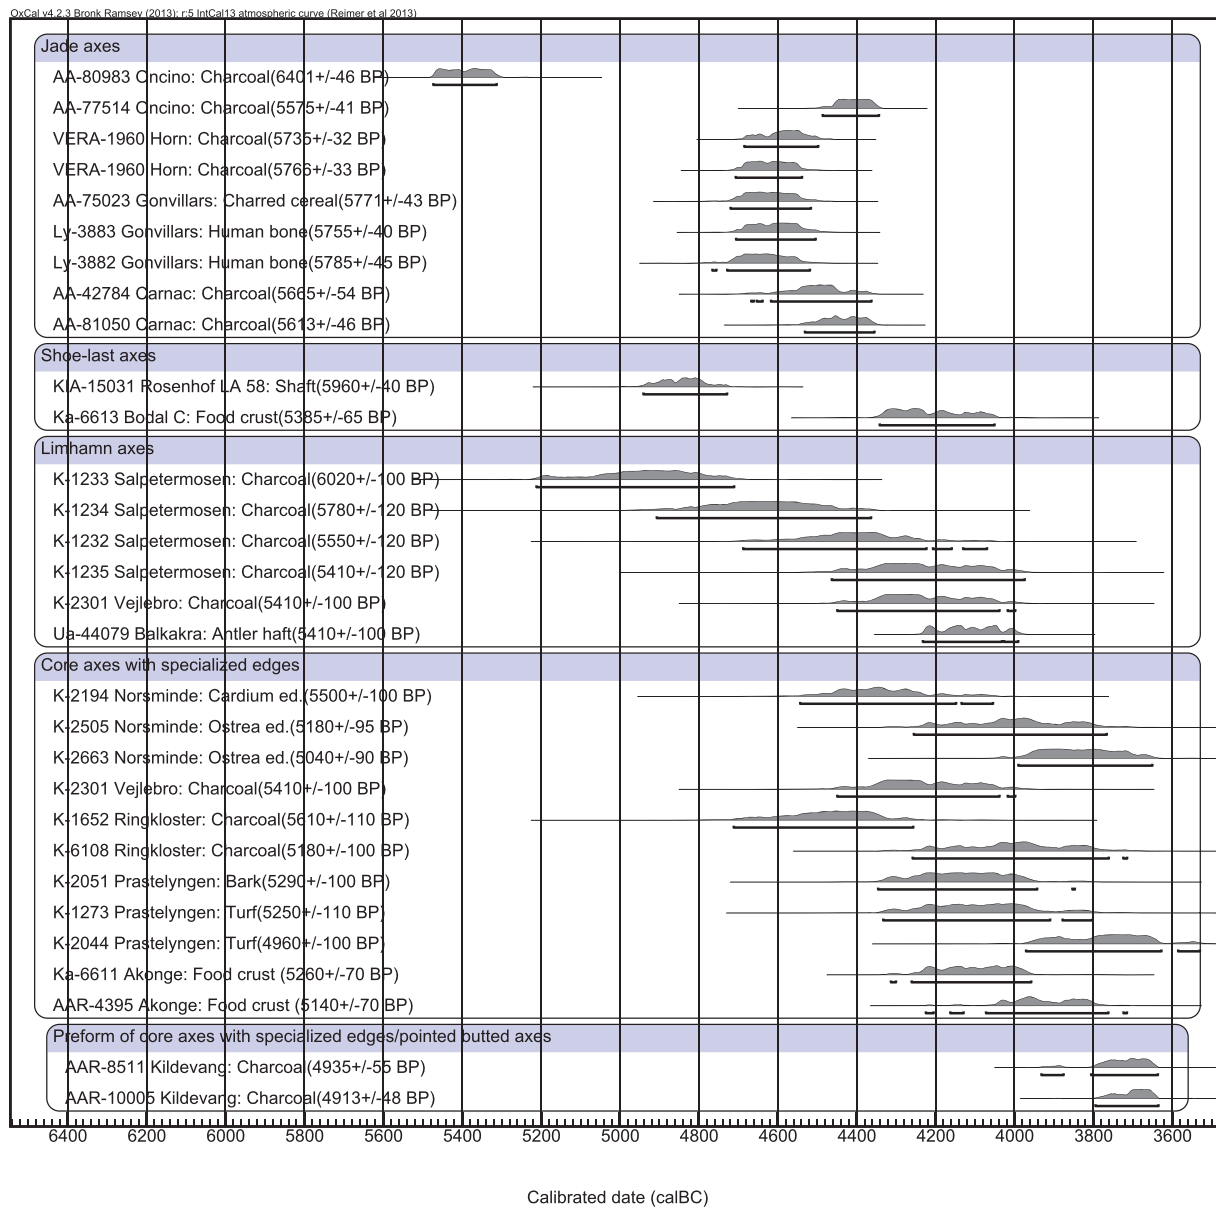 OxCal v4.2.3 Bronk Ramsey (2013); r:5 IntCal13 atmospheric curve (Reimer et al 2013)
Jade axes
AA-80983 Oncino: Charcoal(6401+/-46 BP)
AA-77514 Oncino: Charcoal(5575+/-41 BP)
VERA-1960 Horn: Charcoal(5735+/-32 BP)
VERA-1960 Horn: Charcoal(5766+/-33 BP)
AA-75023 Gonvillars: Charred cereal(5771+/-43 BP)
Ly-3883 Gonvillars: Human bone(5755+/-40 BP)
Ly-3882 Gonvillars: Human bone(5785+/-45 BP)
AA-42784 Carnac: Charcoal(5665+/-54 BP)
AA-81050 Carnac: Charcoal(5613+/-46 BP)
Shoe-last axes
KIA-15031 Rosenhof LA 58: Shaft(5960+/-40 BP)
Ka-6613 Bodal C: Food crust(5385+/-65 BP)
Limhamn axes
K-1233 Salpetermosen: Charcoal(6020+/-100 BP)
K-1234 Salpetermosen: Charcoal(5780+/-120 BP)
K-1232 Salpetermosen: Charcoal(5550+/-120 BP)
K-1235 Salpetermosen: Charcoal(5410+/-120 BP)
K-2301 Vejlebro: Charcoal(5410+/-100 BP)
Ua-44079 Balkakra: Antler haft(5410+/-100 BP)
Core axes with specialized edges
K-2194 Norsminde: Cardium ed.(5500+/-100 BP)
K-2505 Norsminde: Ostrea ed.(5180+/-95 BP)
K-2663 Norsminde: Ostrea ed.(5040+/-90 BP)
K-2301 Vejlebro: Charcoal(5410+/-100 BP)
K-1652 Ringkloster: Charcoal(5610+/-110 BP)
K-6108 Ringkloster: Charcoal(5180+/-100 BP)
K-2051 Prastelyngen: Bark(5290+/-100 BP)
K-1273 Prastelyngen: Turf(5250+/-110 BP)
K-2044 Prastelyngen: Turf(4960+/-100 BP)
Ka-6611 Akonge: Food crust (5260+/-70 BP)
AAR-4395 Akonge: Food crust (5140+/-70 BP)
Preform of core axes with specialized edges/pointed butted axes
AAR-8511 Kildevang: Charcoal(4935+/-55 BP)
AAR-10005 Kildevang: Charcoal(4913+/-48 BP)
6400 6200 6000 5800 5600 5400 5200 5000 4800 4600 4400 4200 4000 3800 3600
Calibrated date (calBC)